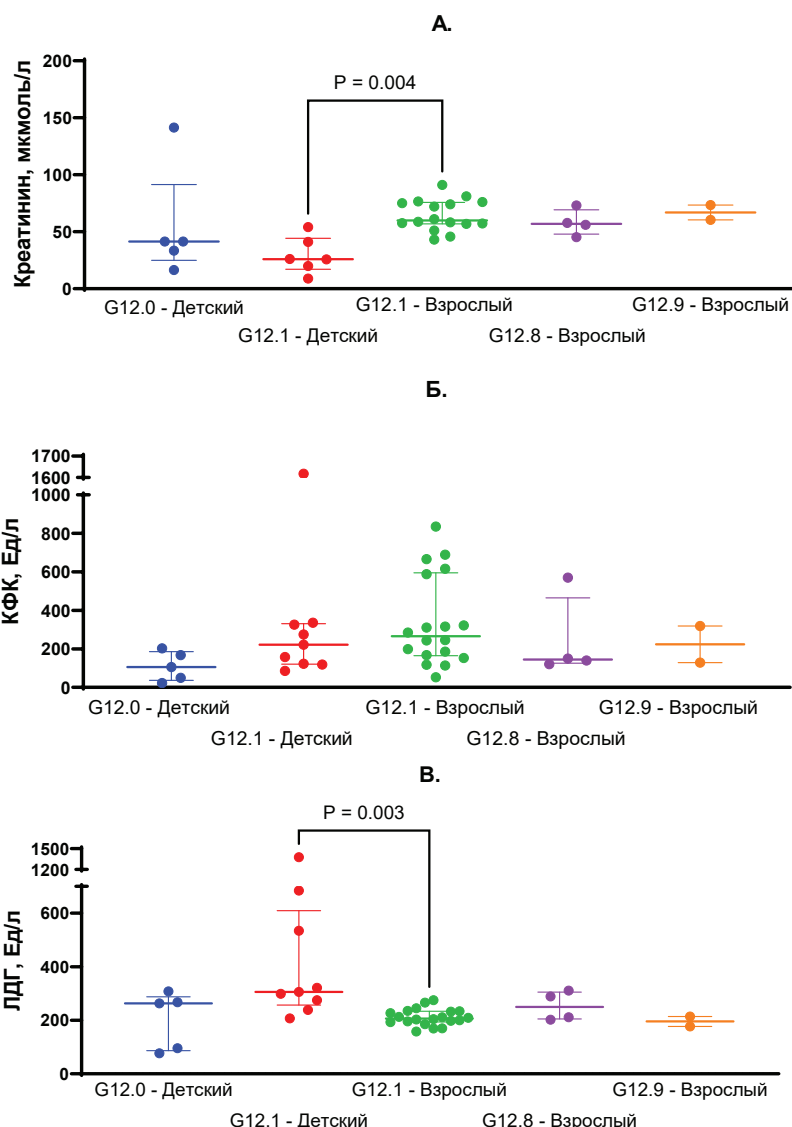 А.
Креатинин, мкмоль/л
200
150
100
50
0
P = 0.004
G12.0 - Детский
G12.1 - Взрослый
G12.9 - Взрослый
G12.1 - Детский
G12.8 - Взрослый
Б.
КФК, Ед/л
1700
1600
1000
800
600
400
200
0
G12.0 - Детский
G12.1 - Взрослый
G12.9 - Взрослый
G12.1 - Детский
G12.8 - Взрослый
В.
ЛДГ, Ед/л
1500
1200
600
400
200
0
P = 0.003
G12.0 - Детский
G12.1 - Взрослый
G12.9 - Взрослый
G12.1 - Детский
G12.8 - Взрослый